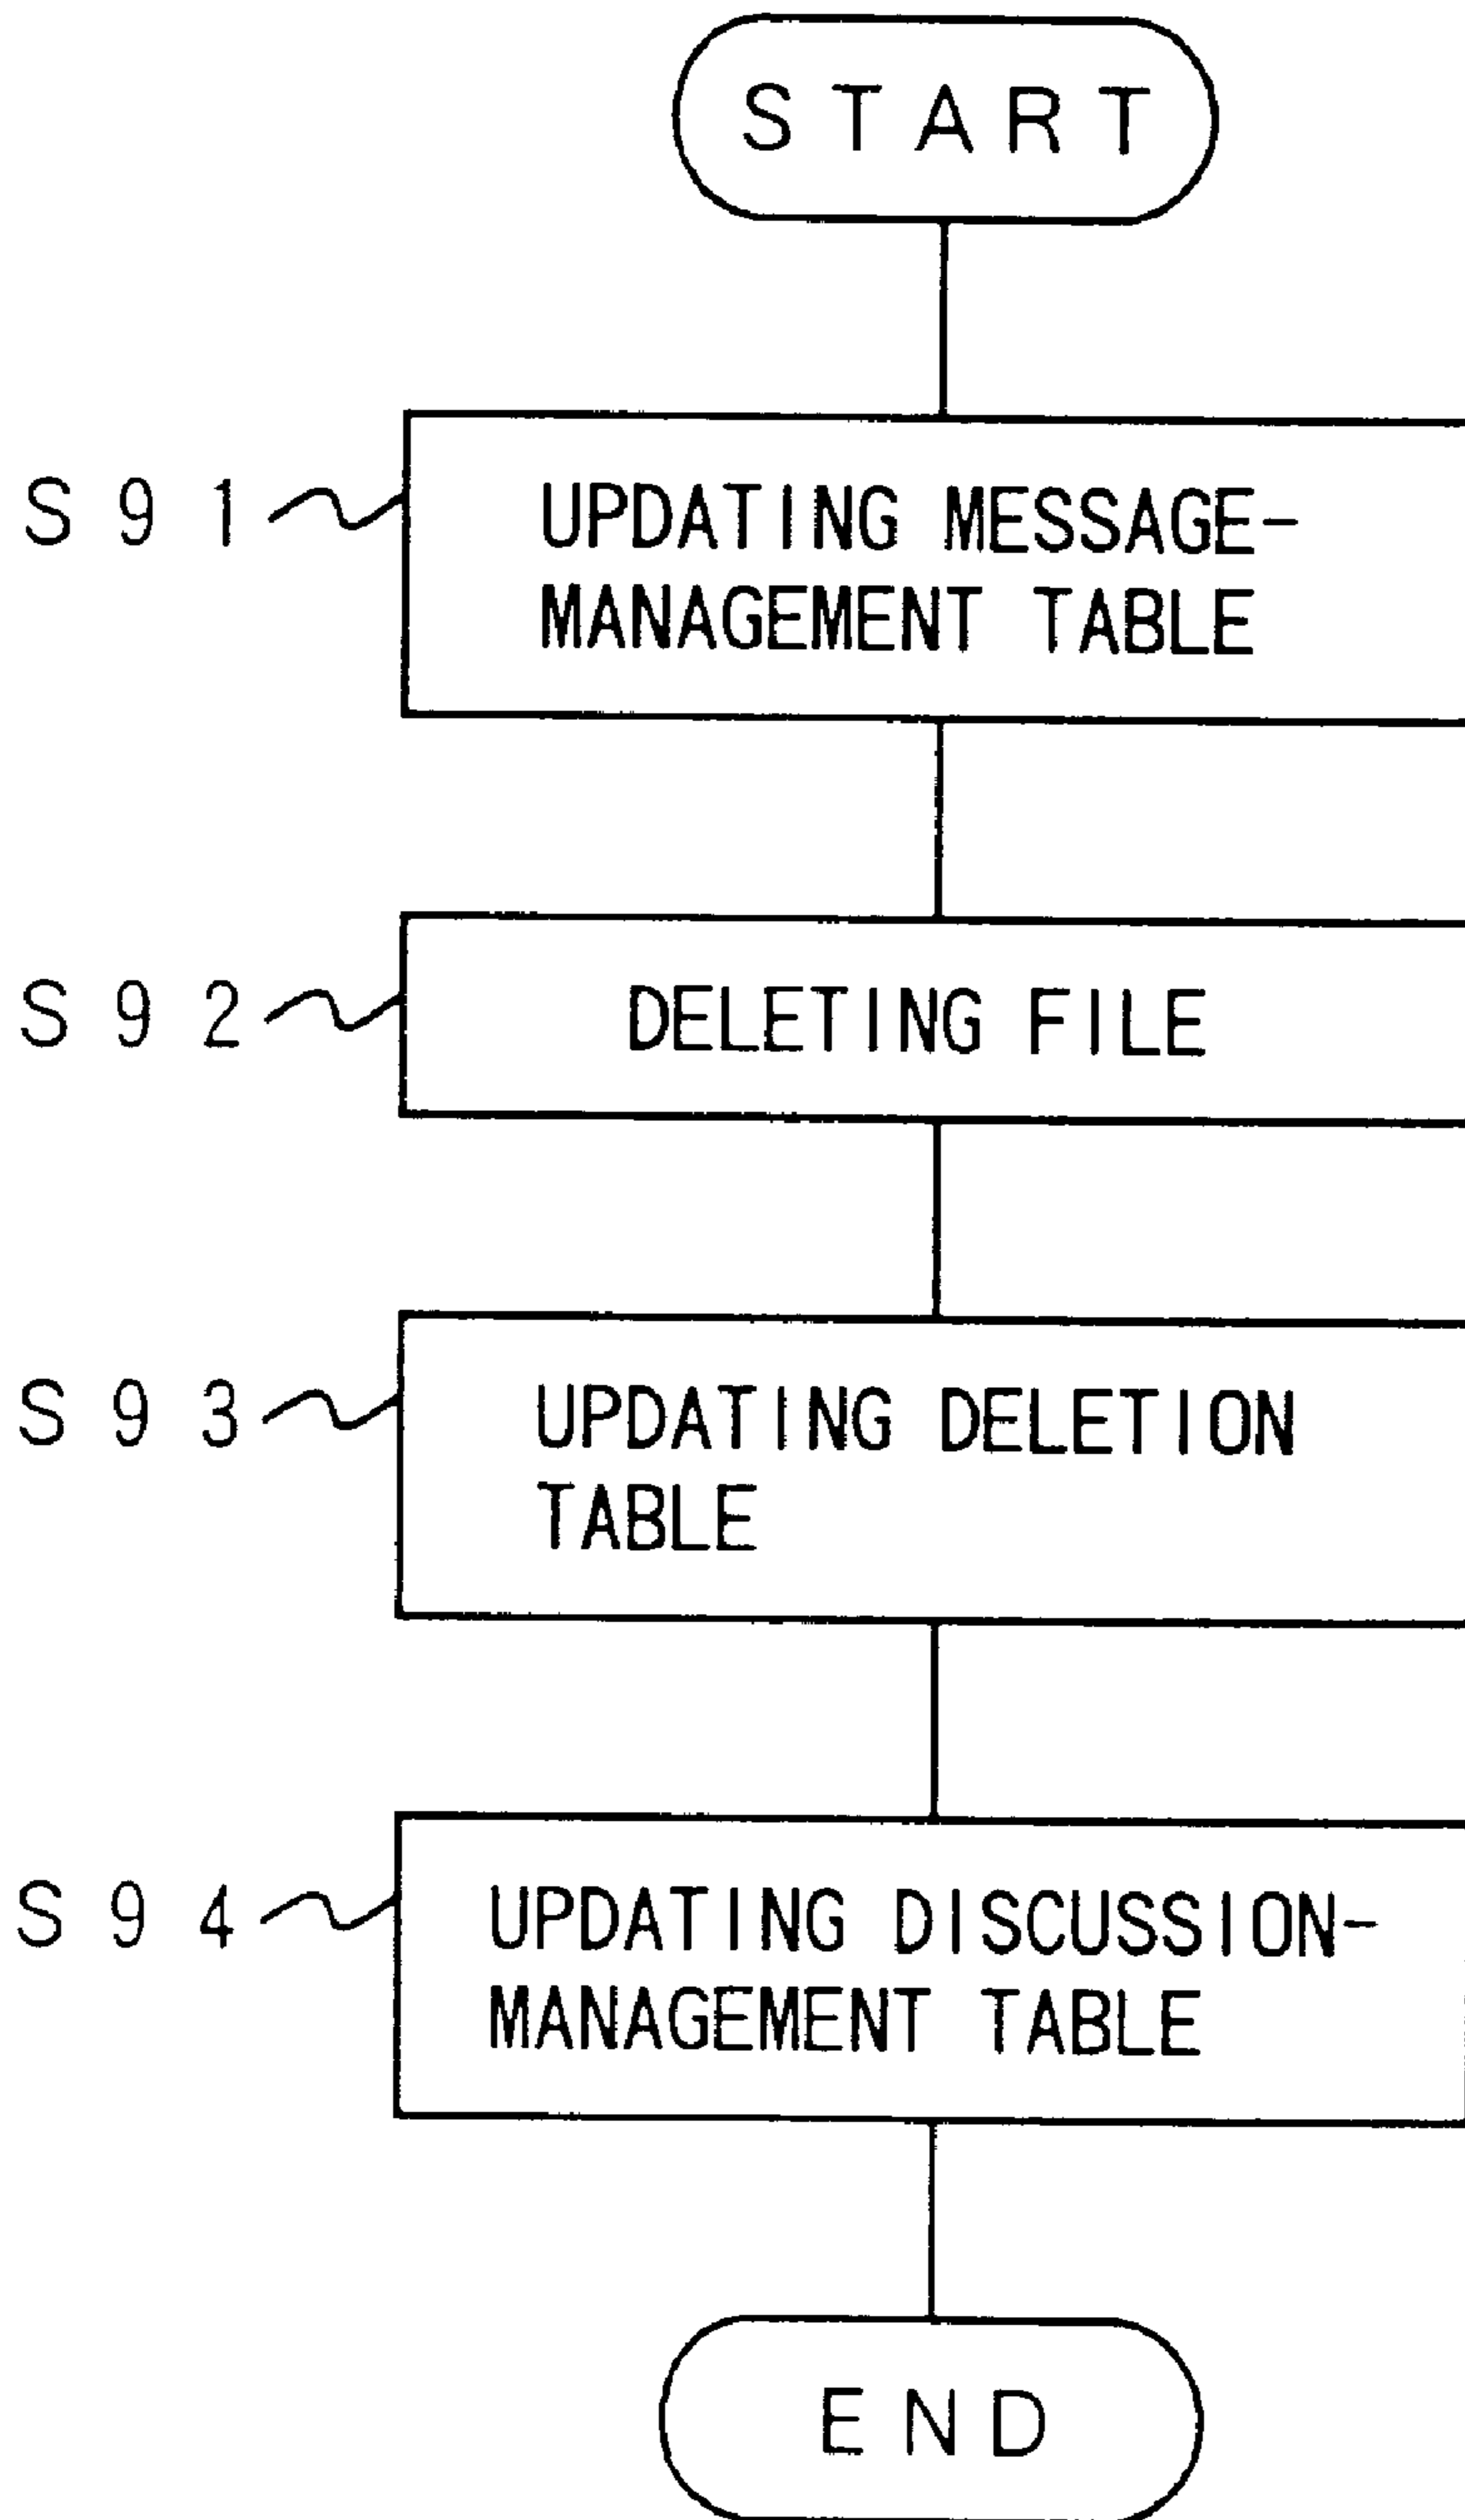 START
S91
UPDATING MESSAGE-
MANAGEMENT TABLE
S92
DELETING FILE
S93
UPDATING DELETION
TABLE
S94
UPDATING DISCUSSION-
MANAGEMENT TABLE
END